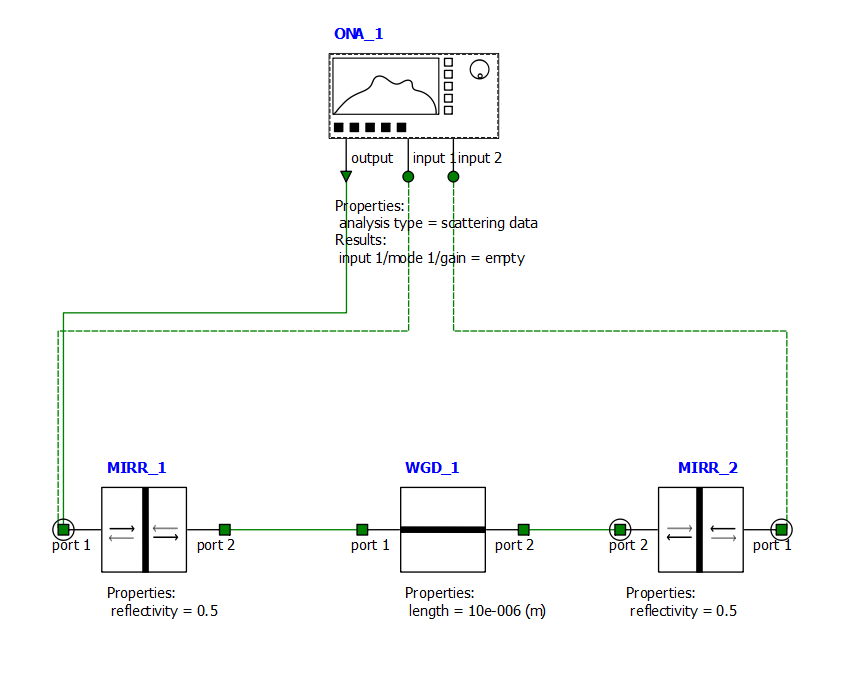 ONA_1
output
input 1
input 2
Properties:
analysis type = scattering data
Results:
input 1/mode 1/gain = empty
MIRR_1
WGD_1
MIRR_2
port 1
port 2
port 1
port 2
port 2
port 1
Properties:
reflectivity = 0.5
Properties:
length = 10e-006 (m)
Properties:
reflectivity = 0.5